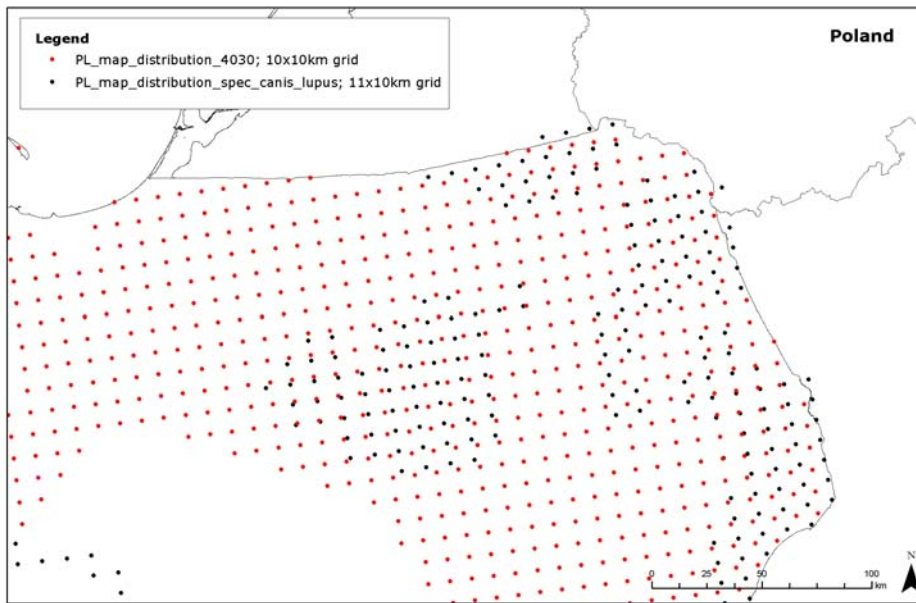 Legend
Poland
PL_map_distribution_4030; 10x10km grid
PL_map_distribution_spec_canis_lupus; 11x10km grid
N
0 25 50 100
km